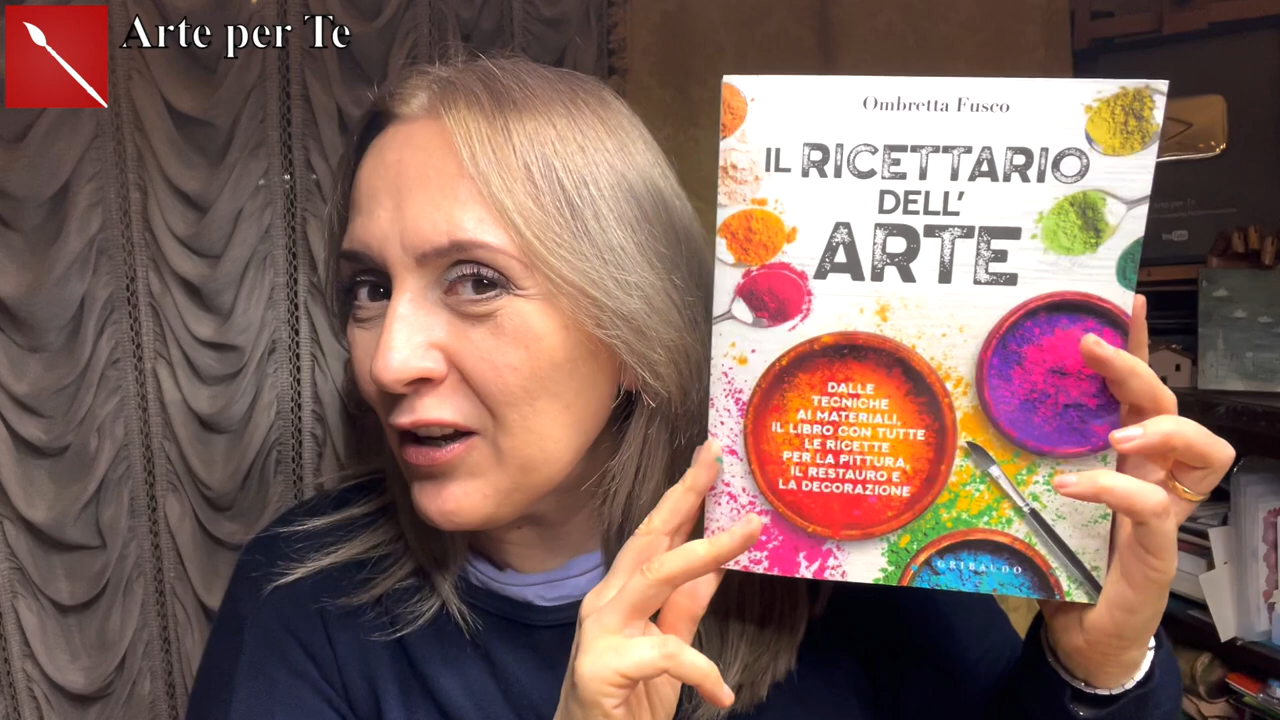 Arte per Te
Ombretta Fusco
IL RICETTARIO
DELL'
ARTE
DALLE
TECNICHE
AI MATERIALI,
IL LIBRO CON TUTTE
LE RICETTE
PER LA PITTURA,
IL RESTAURO E
LA DECORAZIONE
GRIBAUDO